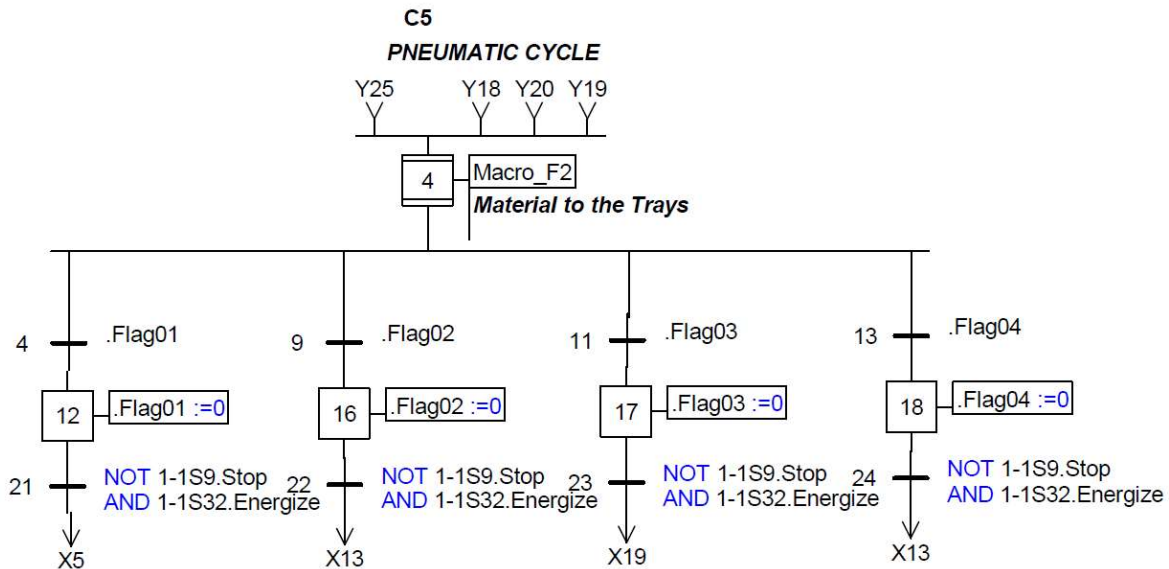 C5
PNEUMATIC CYCLE
Y25 Y18 Y20 Y19
4 Macro_F2
Material to the Trays
4 .Flag01 9 .Flag02 11 .Flag03 13 .Flag04
12 .Flag01 :=0 16 .Flag02 :=0 17 .Flag03 :=0 18 .Flag04 :=0
21 NOT 1-1S9.Stop 22 NOT 1-1S9.Stop 23 NOT 1-1S9.Stop 24 NOT 1-1S9.Stop
AND 1-1S32.Energize AND 1-1S32.Energize AND 1-1S32.Energize AND 1-1S32.Energize
X5 X13 X19 X13